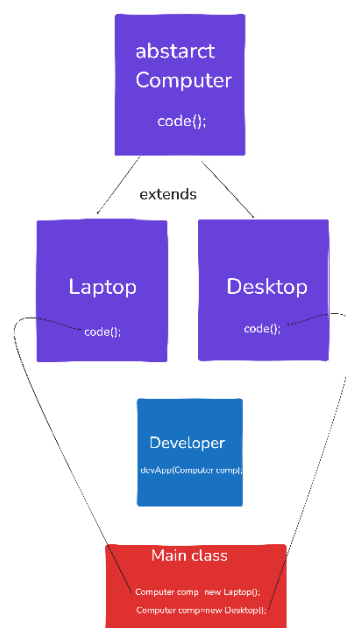 abstarct
Computer
code();
extends
Laptop
code();
Desktop
code();
Developer
devApp(Computer comp);
Main class
Computer comp new Laptop();
Computer comp=new Desktop();